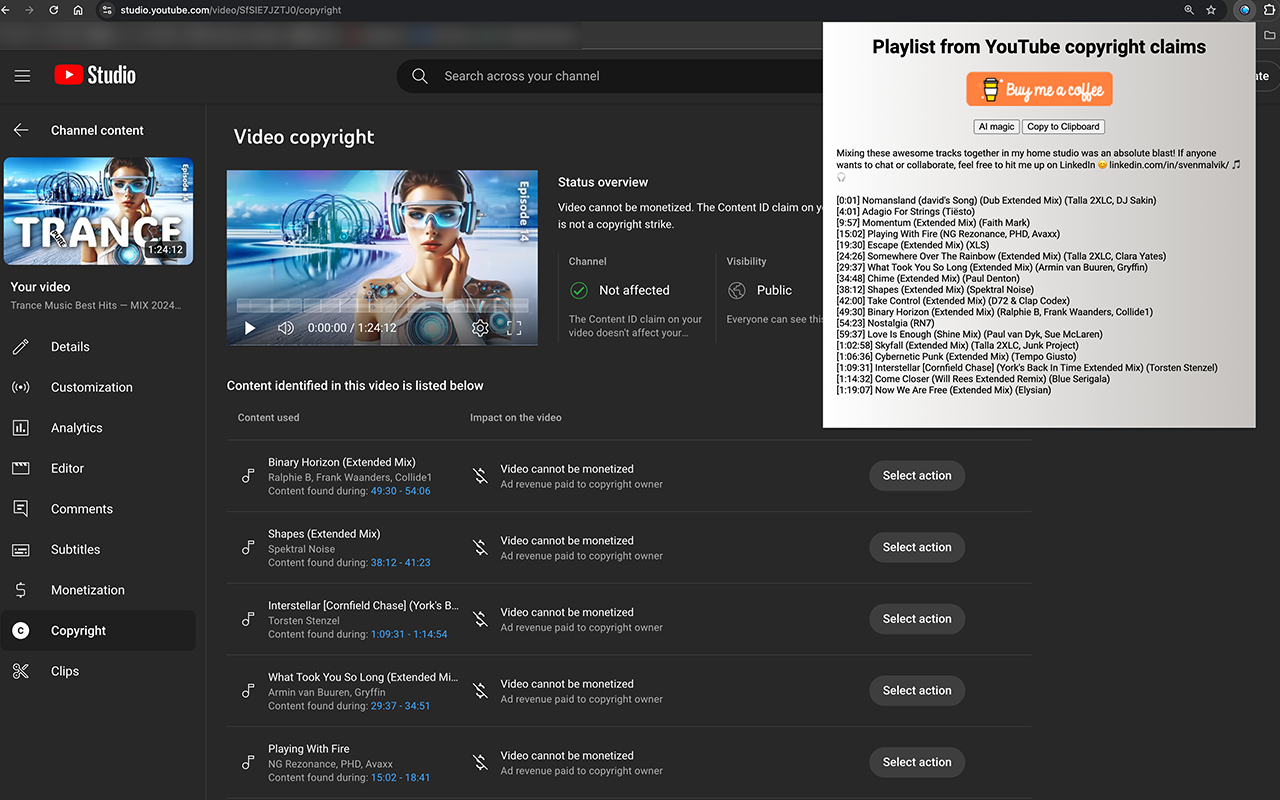 studio.youtube.com/video/SfSIE7JZTJ0/copyright
Studio
Search across your channel
Channel content
TRANCE
Episode 14
1:24:12
Your video
Trance Music Best Hits — MIX 2024...
Details
Customization
Analytics
Editor
Comments
Subtitles
Monetization
Copyright
Clips
Video copyright
Episode 14
0:00:00 / 1:24:12
Status overview
Video cannot be monetized. The Content ID claim on
is not a copyright strike.
Channel
Visibility
Not affected
Public
The Content ID claim on your
video doesn't affect your...
Everyone can see this
Content identified in this video is listed below
Content used
Impact on the video
Binary Horizon (Extended Mix)
Ralphie B, Frank Waanders, Collide1
Content found during: 49:30 - 54:06
Video cannot be monetized
Ad revenue paid to copyright owner
Select action
Shapes (Extended Mix)
Spektral Noise
Content found during: 38:12 - 41:23
Video cannot be monetized
Ad revenue paid to copyright owner
Select action
Interstellar [Cornfield Chase] (York's B...
Torsten Stenzel
Content found during: 1:09:31 - 1:14:54
Video cannot be monetized
Ad revenue paid to copyright owner
Select action
What Took You So Long (Extended Mi...
Armin van Buuren, Gryffin
Content found during: 29:37 - 34:51
Video cannot be monetized
Ad revenue paid to copyright owner
Select action
Playing With Fire
NG Rezonance, PHD, Avaxx
Content found during: 15:02 - 18:41
Video cannot be monetized
Ad revenue paid to copyright owner
Select action
Playlist from YouTube copyright claims
Buy me a coffee
AI magic
Copy to Clipboard
Mixing these awesome tracks together in my home studio was an absolute blast! If anyone
wants to chat or collaborate, feel free to hit me up on LinkedIn 😊 linkedin.com/in/svenmalvik/ 🎵
🎧
[0:01] Nomansland (david's Song) (Dub Extended Mix) (Talla 2XLC, DJ Sakin)
[4:01] Adagio For Strings (Tiësto)
[9:57] Momentum (Extended Mix) (Faith Mark)
[15:02] Playing With Fire (NG Rezonance, PHD, Avaxx)
[19:30] Escape (Extended Mix) (XLS)
[24:26] Somewhere Over The Rainbow (Extended Mix) (Talla 2XLC, Clara Yates)
[29:37] What Took You So Long (Extended Mix) (Armin van Buuren, Gryffin)
[34:48] Chime (Extended Mix) (Paul Denton)
[38:12] Shapes (Extended Mix) (Spektral Noise)
[42:00] Take Control (Extended Mix) (D72 & Clap Codex)
[49:30] Binary Horizon (Extended Mix) (Ralphie B, Frank Waanders, Collide1)
[54:23] Nostalgia (RN7)
[59:37] Love Is Enough (Shine Mix) (Paul van Dyk, Sue McLaren)
[1:02:58] Skyfall (Extended Mix) (Talla 2XLC, Junk Project)
[1:06:36] Cybernetic Punk (Extended Mix) (Tempo Giusto)
[1:09:31] Interstellar [Cornfield Chase] (York's Back In Time Extended Mix) (Torsten Stenzel)
[1:14:32] Come Closer (Will Rees Extended Remix) (Blue Serigala)
[1:19:07] Now We Are Free (Extended Mix) (Elysian)